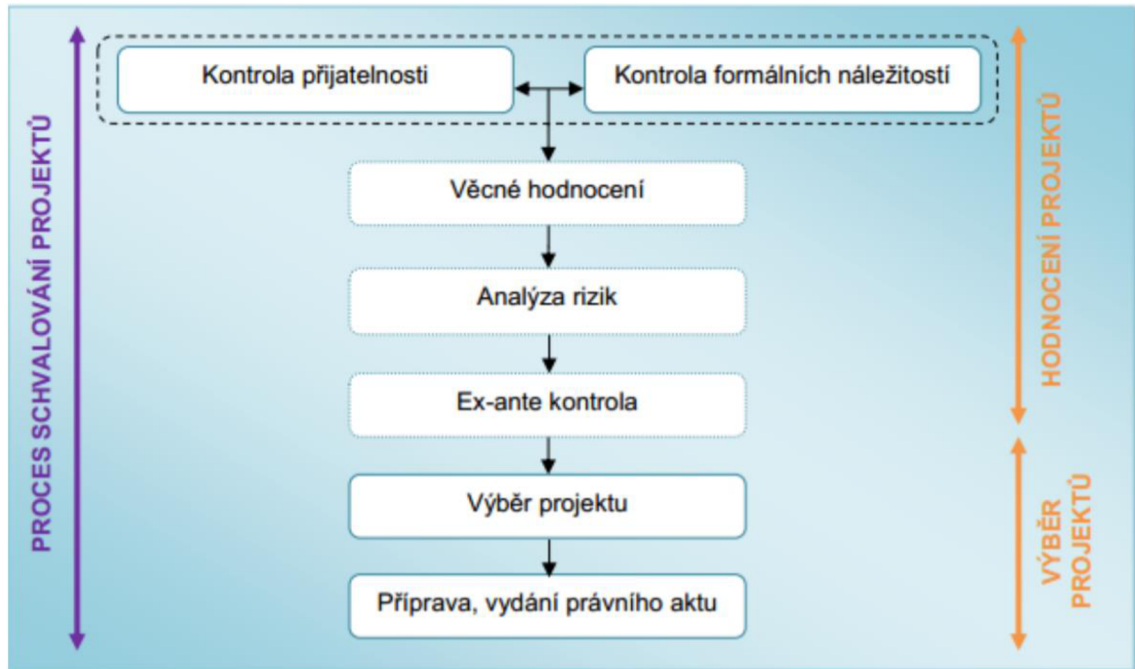 Kontrola přijatelnosti
Kontrola formálních náležitostí
Věcné hodnocení
Analýza rizik
Ex-ante kontrola
Výběr projektu
Příprava, vydání právního aktu
PROCES SCHVALOVÁNÍ PROJEKTŮ
HODNOCENÍ PROJEKTŮ
VÝBĚR
PROJEKTŮ